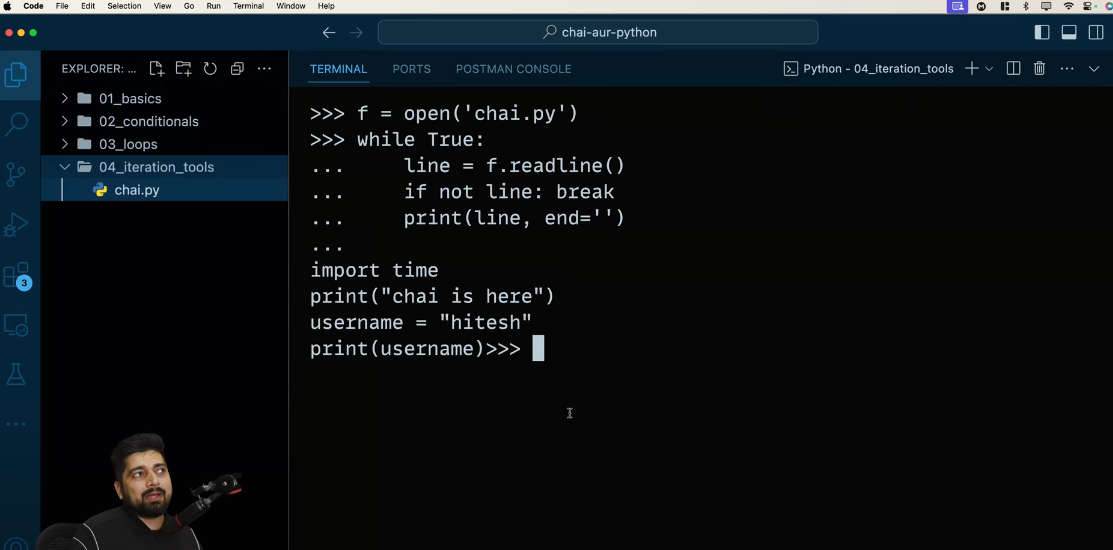 Code File Edit Selection View Go Run Terminal Window Help
chai-aur-python
EXPLORER: ...
TERMINAL PORTS POSTMAN CONSOLE
Python - 04_iteration_tools
01_basics
02_conditionals
03_loops
04_iteration_tools
chai.py
3
>>> f = open('chai.py')
>>> while True:
...     line = f.readline()
...     if not line: break
...     print(line, end='')
...
import time
print("chai is here")
username = "hitesh"
print(username)>>>